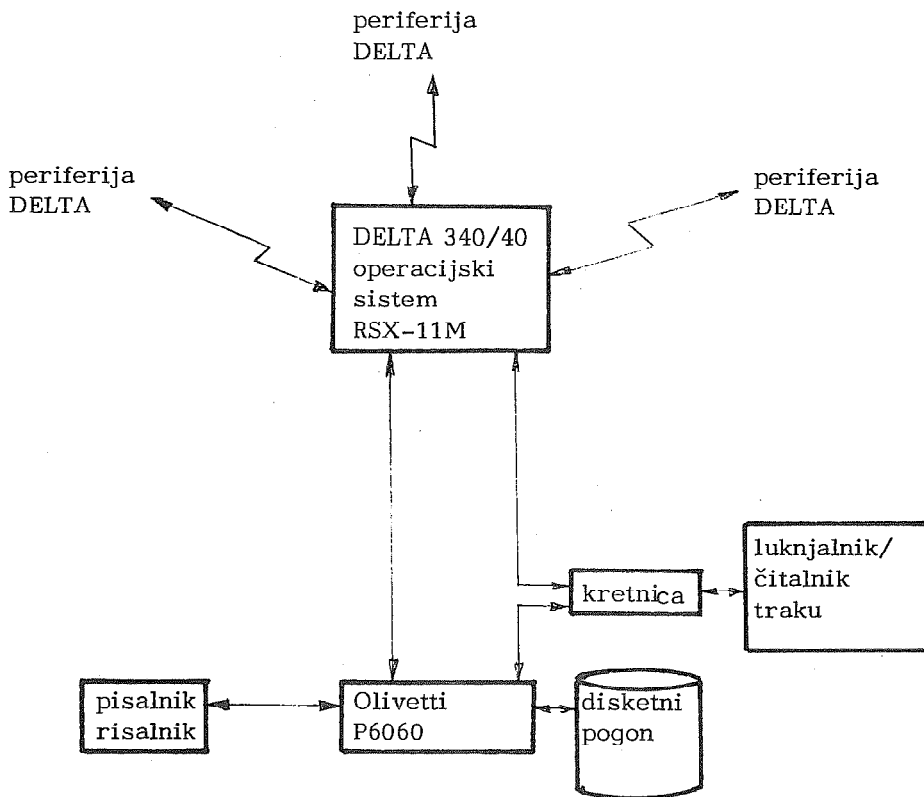 periferija
DELTA
periferija
DELTA
periferija
DELTA
DELTA 340/40
operacijski
sistem
RSX-11M
luknjalnik/
čitalnik
traku
kretnica
pisalnik
risalnik
Olivetti
P6060
disketni
pogon